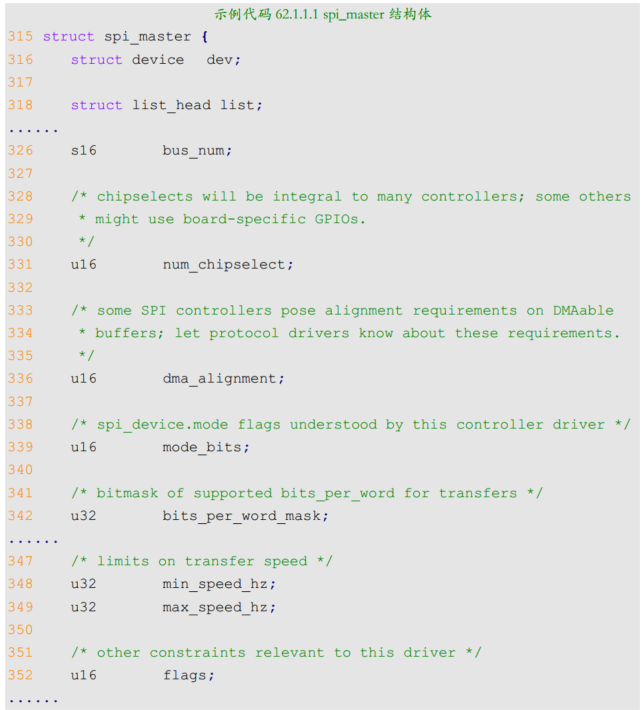 示例代码 62.1.1.1 spi_master 结构体
315 struct spi_master {
316 struct device dev;
317
318 struct list_head list;
......
326 s16 bus_num;
327
328 /* chipselects will be integral to many controllers; some others
329 * might use board-specific GPIOs.
330 */
331 u16 num_chipselect;
332
333 /* some SPI controllers pose alignment requirements on DMAable
334 * buffers; let protocol drivers know about these requirements.
335 */
336 u16 dma_alignment;
337
338 /* spi_device.mode flags understood by this controller driver */
339 u16 mode_bits;
340
341 /* bitmask of supported bits_per_word for transfers */
342 u32 bits_per_word_mask;
......
347 /* limits on transfer speed */
348 u32 min_speed_hz;
349 u32 max_speed_hz;
350
351 /* other constraints relevant to this driver */
352 u16 flags;
......